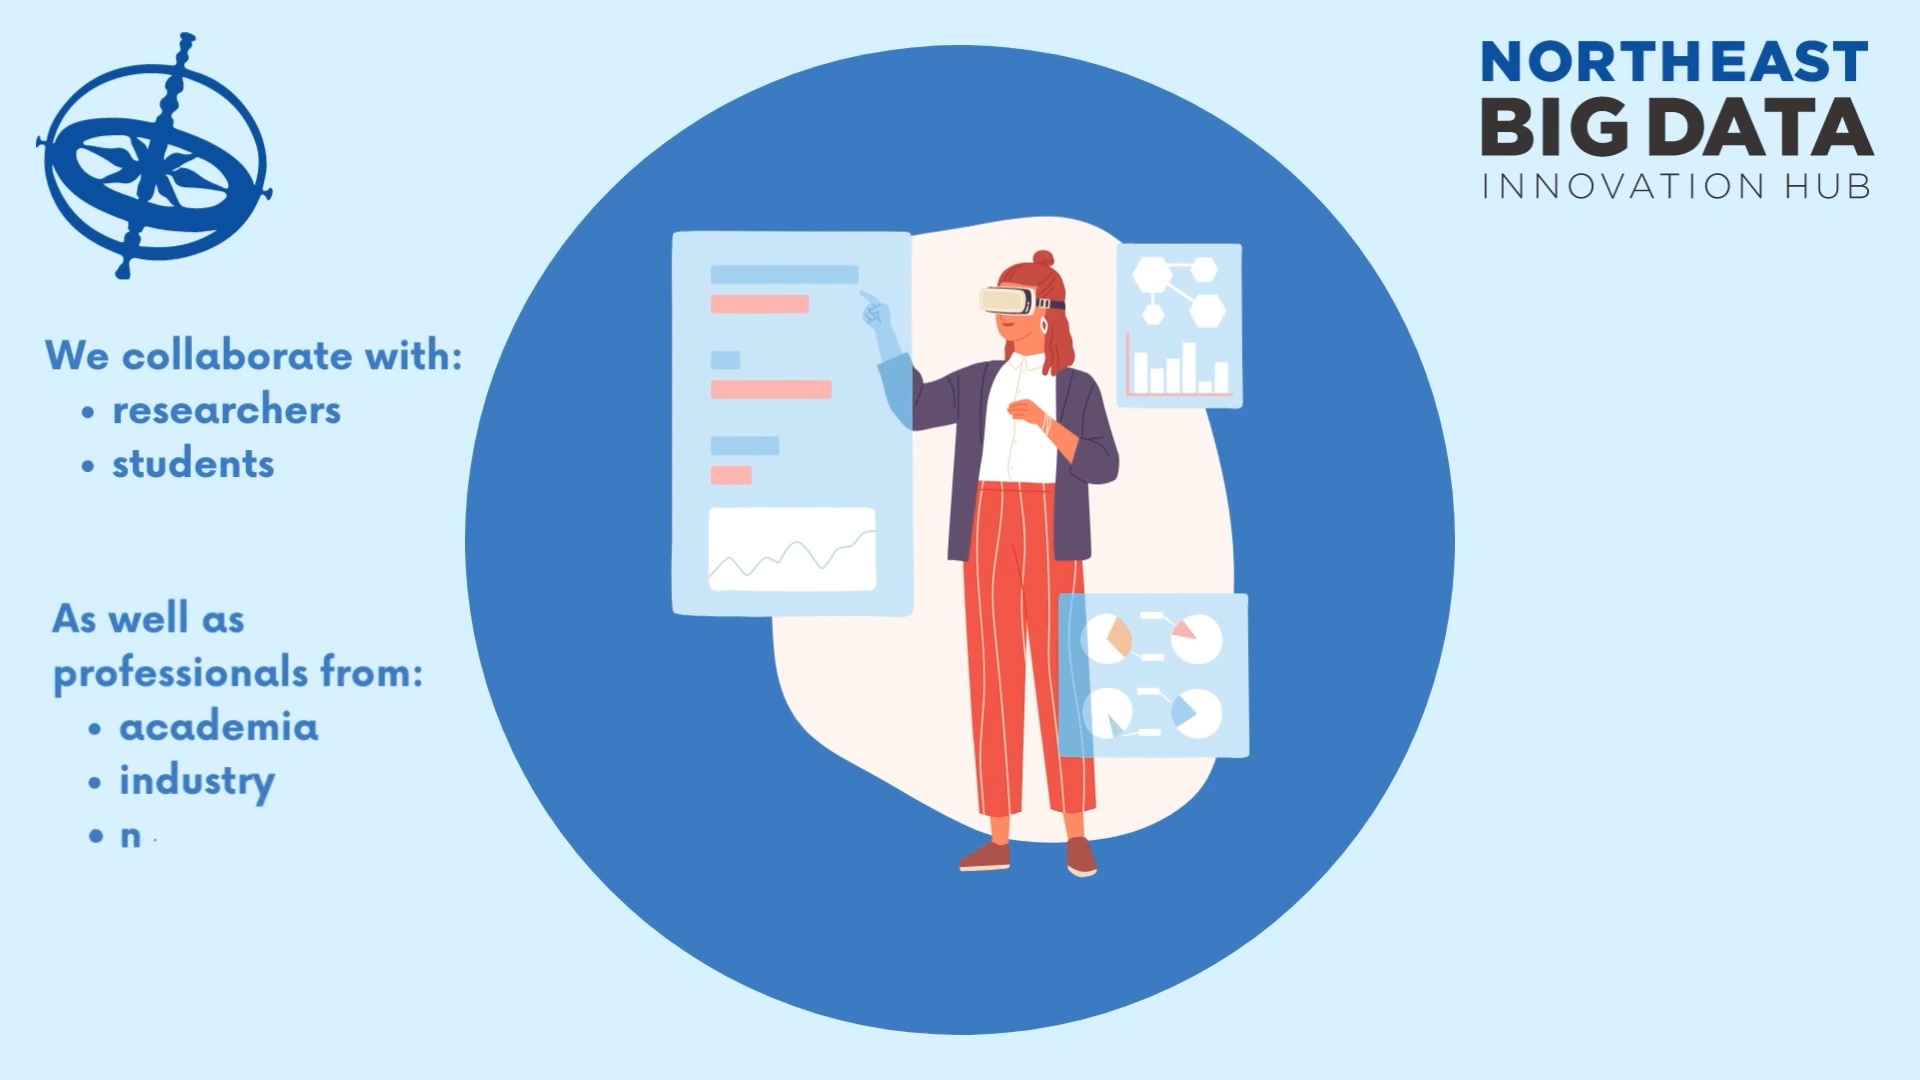 NORTHEAST
BIG DATA
INNOVATION HUB
We collaborate with:
• researchers
• students
As well as
professionals from:
• academia
• industry
• n